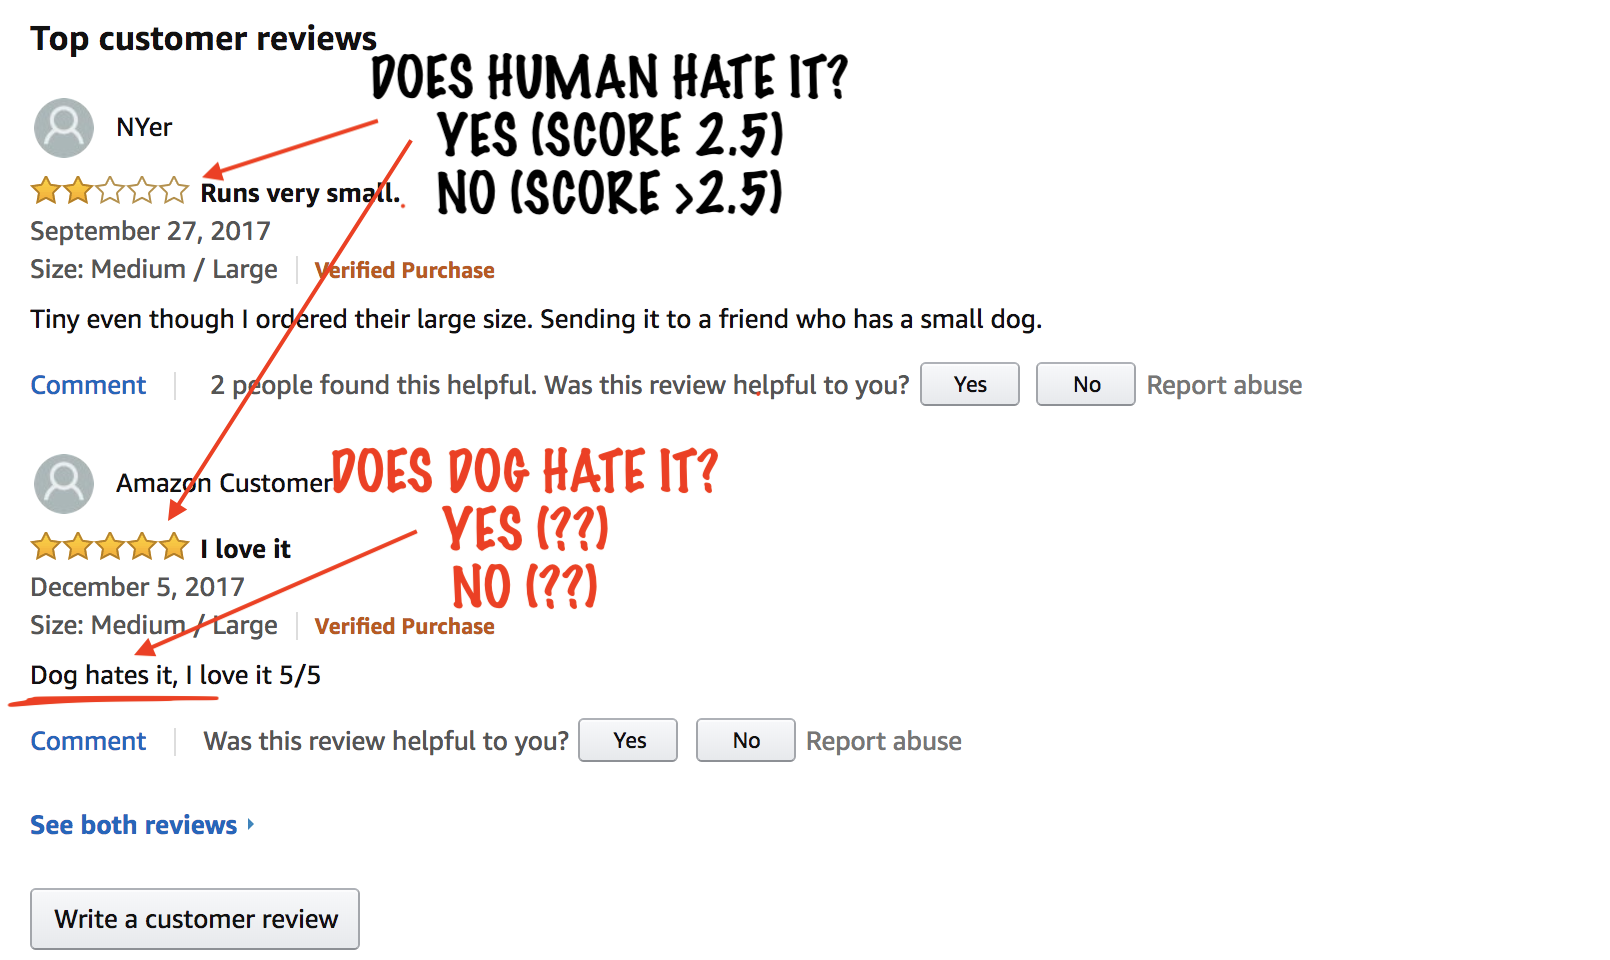 Top customer reviews
DOES HUMAN HATE IT?
NYer
YES (SCORE 2.5)
NO (SCORE >2.5)
Runs very small.
September 27, 2017
Size: Medium / Large
Verified Purchase
Tiny even though I ordered their large size. Sending it to a friend who has a small dog.
Comment
2 people found this helpful. Was this review helpful to you?
Yes
No
Report abuse
Amazon Customer
DOES DOG HATE IT?
YES (??)
NO (??)
I love it
December 5, 2017
Size: Medium / Large
Verified Purchase
Dog hates it, I love it 5/5
Comment
Was this review helpful to you?
Yes
No
Report abuse
See both reviews
Write a customer review